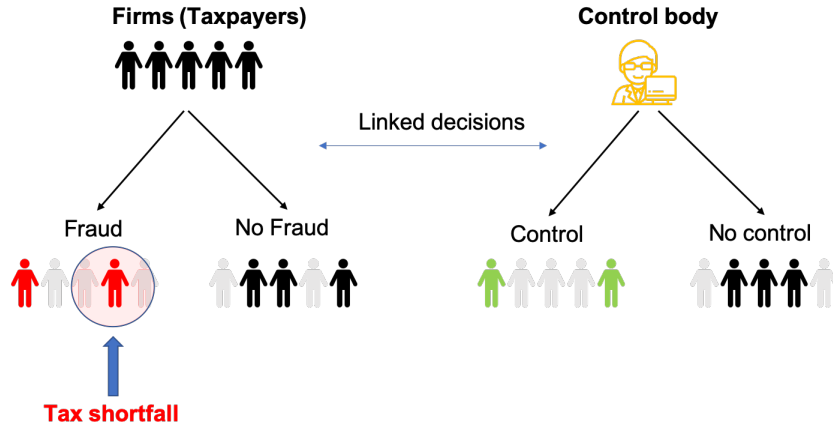 Firms (Taxpayers)
Control body
Linked decisions
Fraud
No Fraud
Control
No control
Tax shortfall